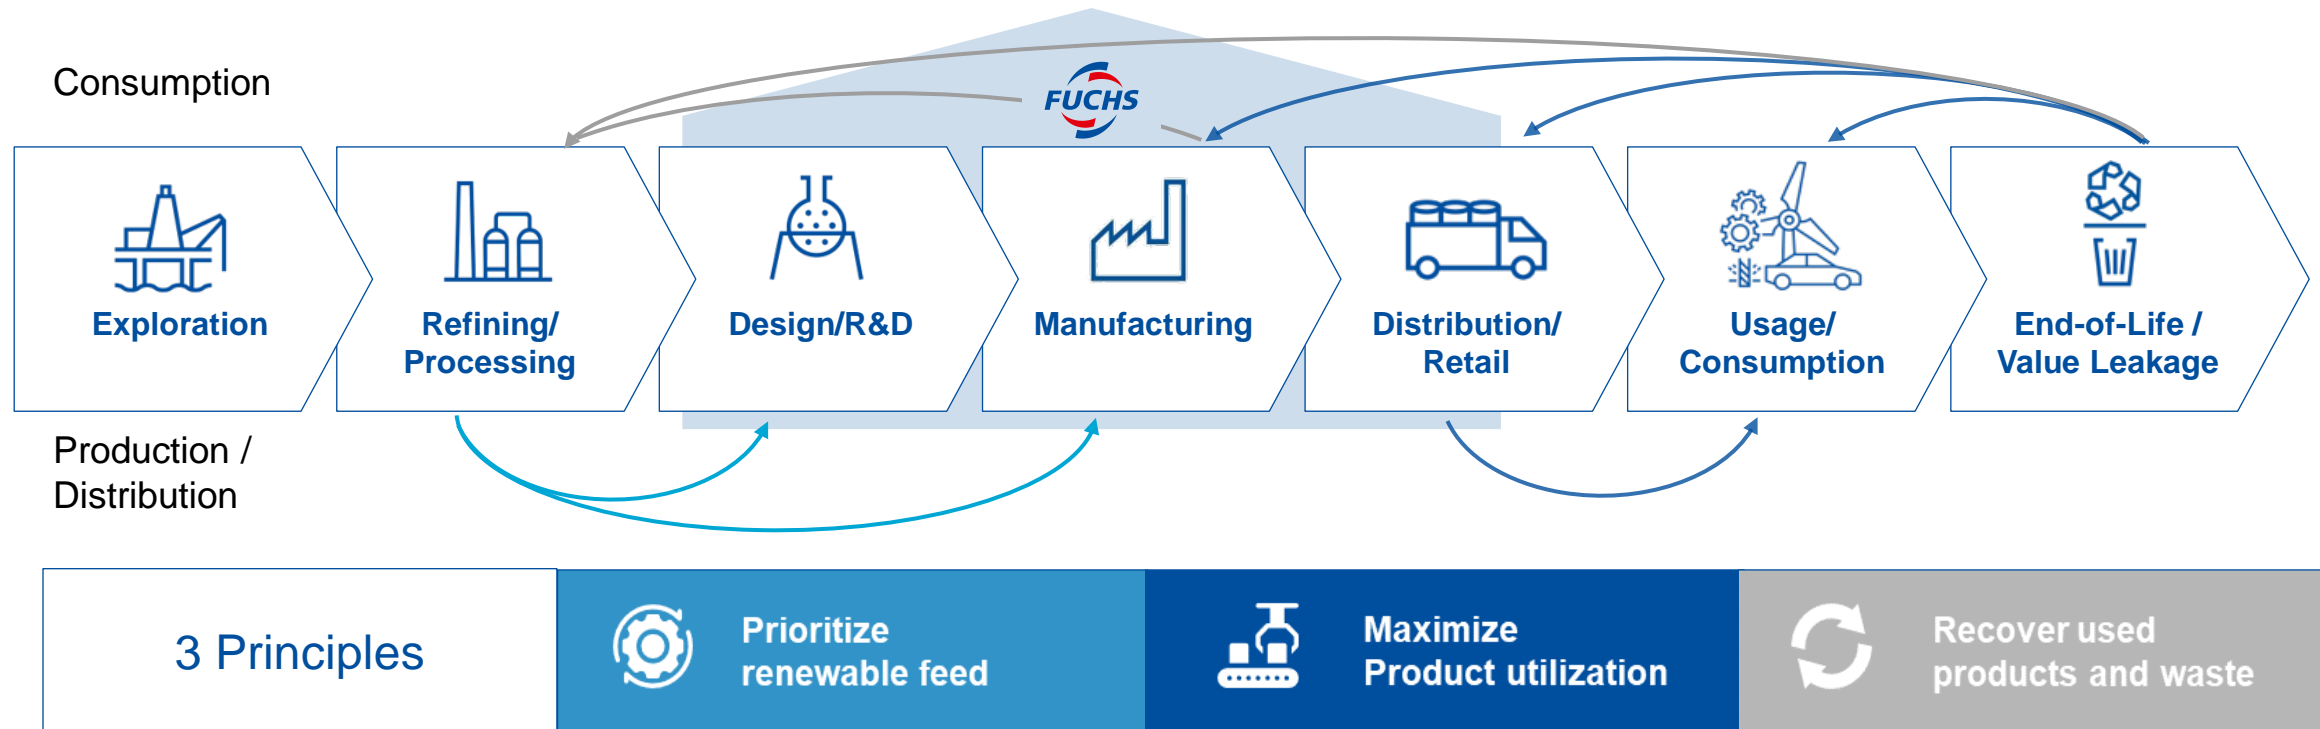 Consumption
FUCHS
Exploration
Refining/
Processing
Design/R&D
Manufacturing
Distribution/
Retail
Usage/
Consumption
End-of-Life /
Value Leakage
Production /
Distribution
3 Principles
Prioritize
renewable feed
Maximize
Product utilization
Recover used
products and waste